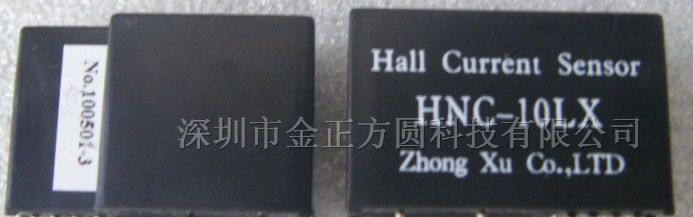 No.100501-3
Hall Current Sensor
HNC-10LX
深圳市金正方圆科技有限公司
Zhong Xu Co.,LTD